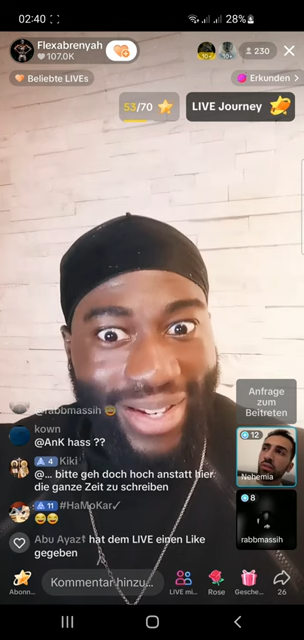 02:40
28%
Flexabrenyah
107.0K
10+
10+
230
Beliebte LIVEs
Erkunden >
53/70
LIVE Journey
@rabbmassih
kown
@AnK hass ??
4 Kiki
@... bitte geh doch hoch anstatt hier
die ganze Zeit zu schreiben
11 #HaMoKar✓
Abu Ayaz† hat dem LIVE einen Like
gegeben
Anfrage
zum
Beitreten
12
Nehemia
8
rabbmassih
Abonn...
Kommentar hinzu...
LIVE mi...
Rose
Gesche...
26